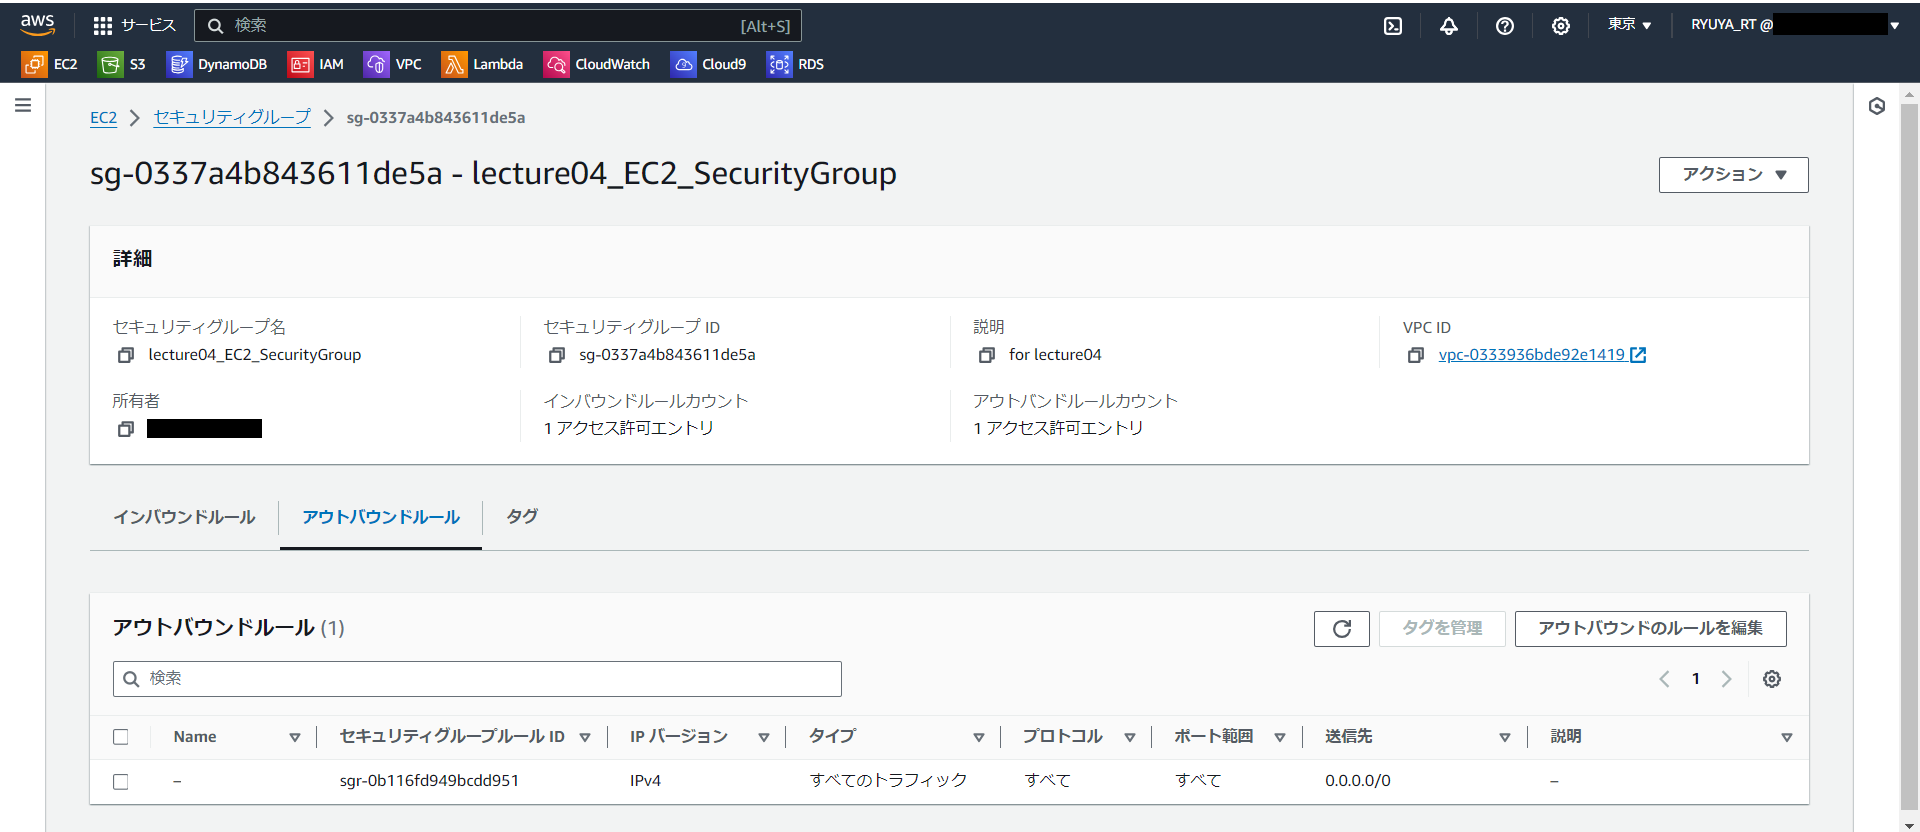 aws サービス 検索 [Alt+S] 東京 RYUYA_RT @
EC2 S3 DynamoDB IAM VPC Lambda CloudWatch Cloud9 RDS
EC2 セキュリティグループ sg-0337a4b843611de5a
sg-0337a4b843611de5a - lecture04_EC2_SecurityGroup
アクション
詳細
セキュリティグループ名 セキュリティグループ ID 説明 VPC ID
lecture04_EC2_SecurityGroup sg-0337a4b843611de5a for lecture04 vpc-0333936bde92e1419
所有者 インバウンドルールカウント アウトバンドルールカウント
1 アクセス許可エントリ 1 アクセス許可エントリ
インバウンドルール アウトバウンドルール タグ
アウトバウンドルール (1) タグを管理 アウトバウンドのルールを編集
検索 1
Name セキュリティグループルール ID IP バージョン タイプ プロトコル ポート範囲 送信先 説明
– sgr-0b116fd949bcdd951 IPv4 すべてのトラフィック すべて すべて 0.0.0.0/0 –